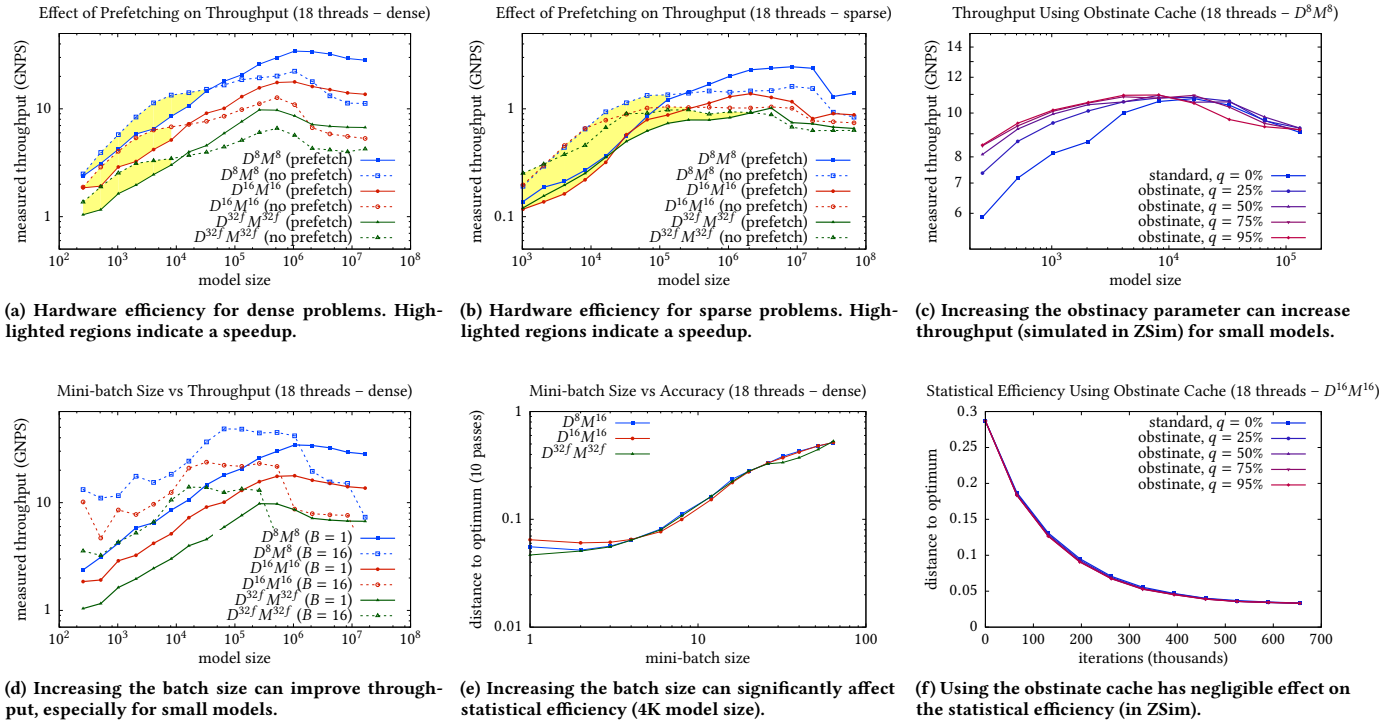 Effect of Prefetching on Throughput (18 threads – dense)
measured throughput (GNPS)
10
1
D⁸M⁸ (prefetch)
D⁸M⁸ (no prefetch)
D¹⁶M¹⁶ (prefetch)
D¹⁶M¹⁶ (no prefetch)
D³²ᶠM³²ᶠ (prefetch)
D³²ᶠM³²ᶠ (no prefetch)
10² 10³ 10⁴ 10⁵ 10⁶ 10⁷ 10⁸
model size
(a) Hardware efficiency for dense problems. High-
lighted regions indicate a speedup.
Effect of Prefetching on Throughput (18 threads – sparse)
measured throughput (GNPS)
10
1
0.1
D⁸M⁸ (prefetch)
D⁸M⁸ (no prefetch)
D¹⁶M¹⁶ (prefetch)
D¹⁶M¹⁶ (no prefetch)
D³²ᶠM³²ᶠ (prefetch)
D³²ᶠM³²ᶠ (no prefetch)
10³ 10⁴ 10⁵ 10⁶ 10⁷ 10⁸
model size
(b) Hardware efficiency for sparse problems. High-
lighted regions indicate a speedup.
Throughput Using Obstinate Cache (18 threads – D⁸M⁸)
measured throughput (GNPS)
14
12
11
10
9
8
7
6
standard, q = 0%
obstinate, q = 25%
obstinate, q = 50%
obstinate, q = 75%
obstinate, q = 95%
10³ 10⁴ 10⁵
model size
(c) Increasing the obstinacy parameter can increase
throughput (simulated in ZSim) for small models.
Mini-batch Size vs Throughput (18 threads – dense)
measured throughput (GNPS)
10
1
D⁸M⁸ (B = 1)
D⁸M⁸ (B = 16)
D¹⁶M¹⁶ (B = 1)
D¹⁶M¹⁶ (B = 16)
D³²ᶠM³²ᶠ (B = 1)
D³²ᶠM³²ᶠ (B = 16)
10² 10³ 10⁴ 10⁵ 10⁶ 10⁷ 10⁸
model size
(d) Increasing the batch size can improve through-
put, especially for small models.
Mini-batch Size vs Accuracy (18 threads – dense)
distance to optimum (10 passes)
1
0.1
0.01
D⁸M¹⁶
D¹⁶M¹⁶
D³²ᶠM³²ᶠ
1 10 100
mini-batch size
(e) Increasing the batch size can significantly affect
statistical efficiency (4K model size).
Statistical Efficiency Using Obstinate Cache (18 threads – D¹⁶M¹⁶)
distance to optimum
0.3
0.25
0.2
0.15
0.1
0.05
0
standard, q = 0%
obstinate, q = 25%
obstinate, q = 50%
obstinate, q = 75%
obstinate, q = 95%
0 100 200 300 400 500 600 700
iterations (thousands)
(f) Using the obstinate cache has negligible effect on
the statistical efficiency (in ZSim).